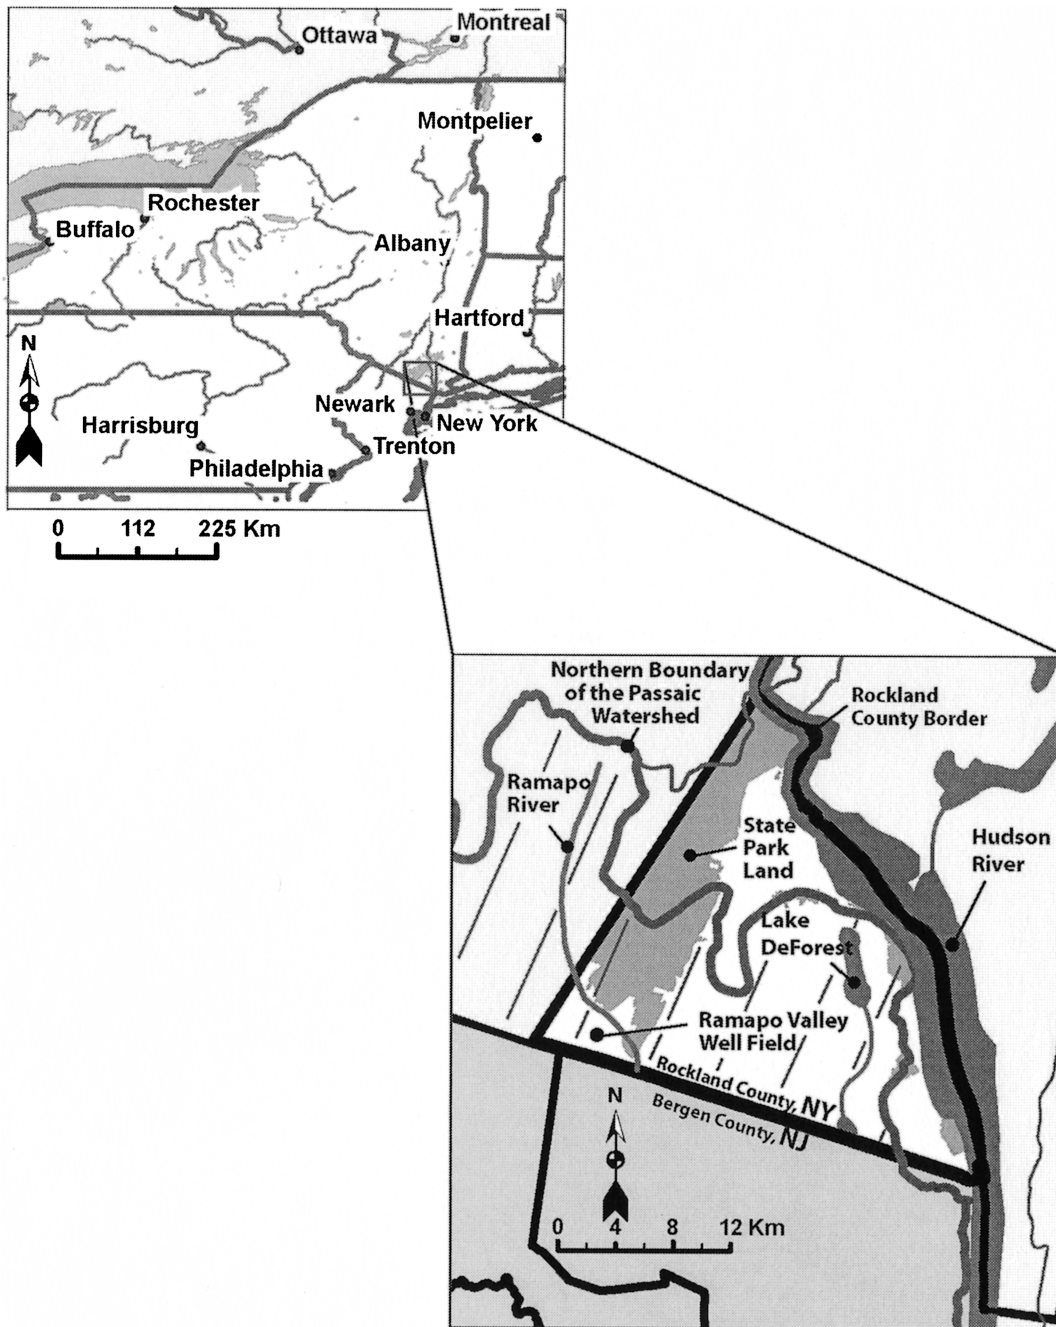 Ottawa
Montreal
Montpelier
Rochester
Buffalo
Albany
Hartford
N
Newark
New York
Harrisburg
Trenton
Philadelphia
0 112 225 Km
Northern Boundary
of the Passaic
Watershed
Rockland
County Border
Ramapo
River
State
Park
Land
Hudson
River
Lake
DeForest
Ramapo Valley
Well Field
Rockland County, NY
Bergen County, NJ
N
0 4 8 12 Km